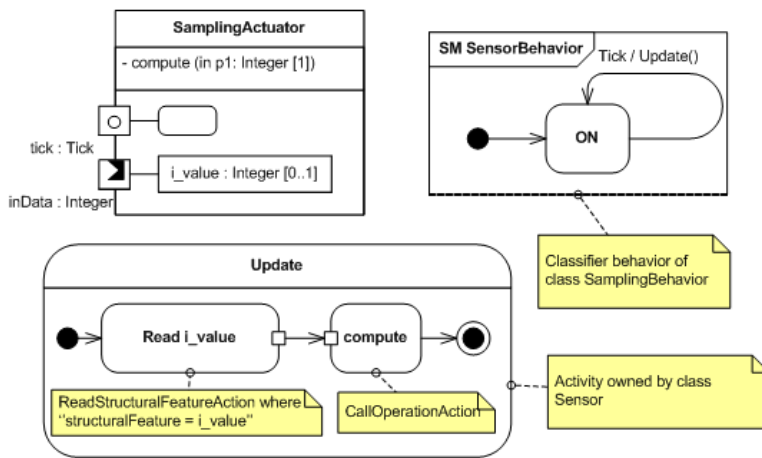 SamplingActuator
- compute (in p1: Integer [1])
tick : Tick
i_value : Integer [0..1]
inData : Integer
SM SensorBehavior
Tick / Update()
ON
Classifier behavior of
class SamplingBehavior
Update
Read i_value
compute
ReadStructuralFeatureAction where
‘‘structuralFeature = i_value’’
CallOperationAction
Activity owned by class
Sensor